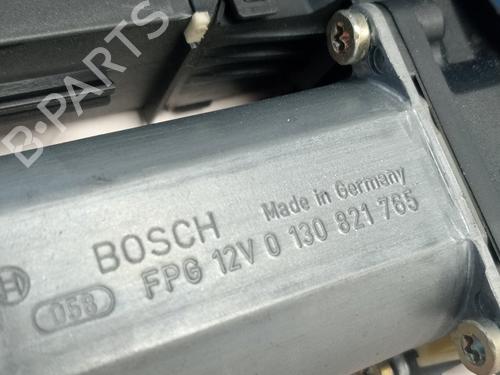 B-PARTS
BOSCH Made in Germany
058 FPG 12V 0 130 821 765